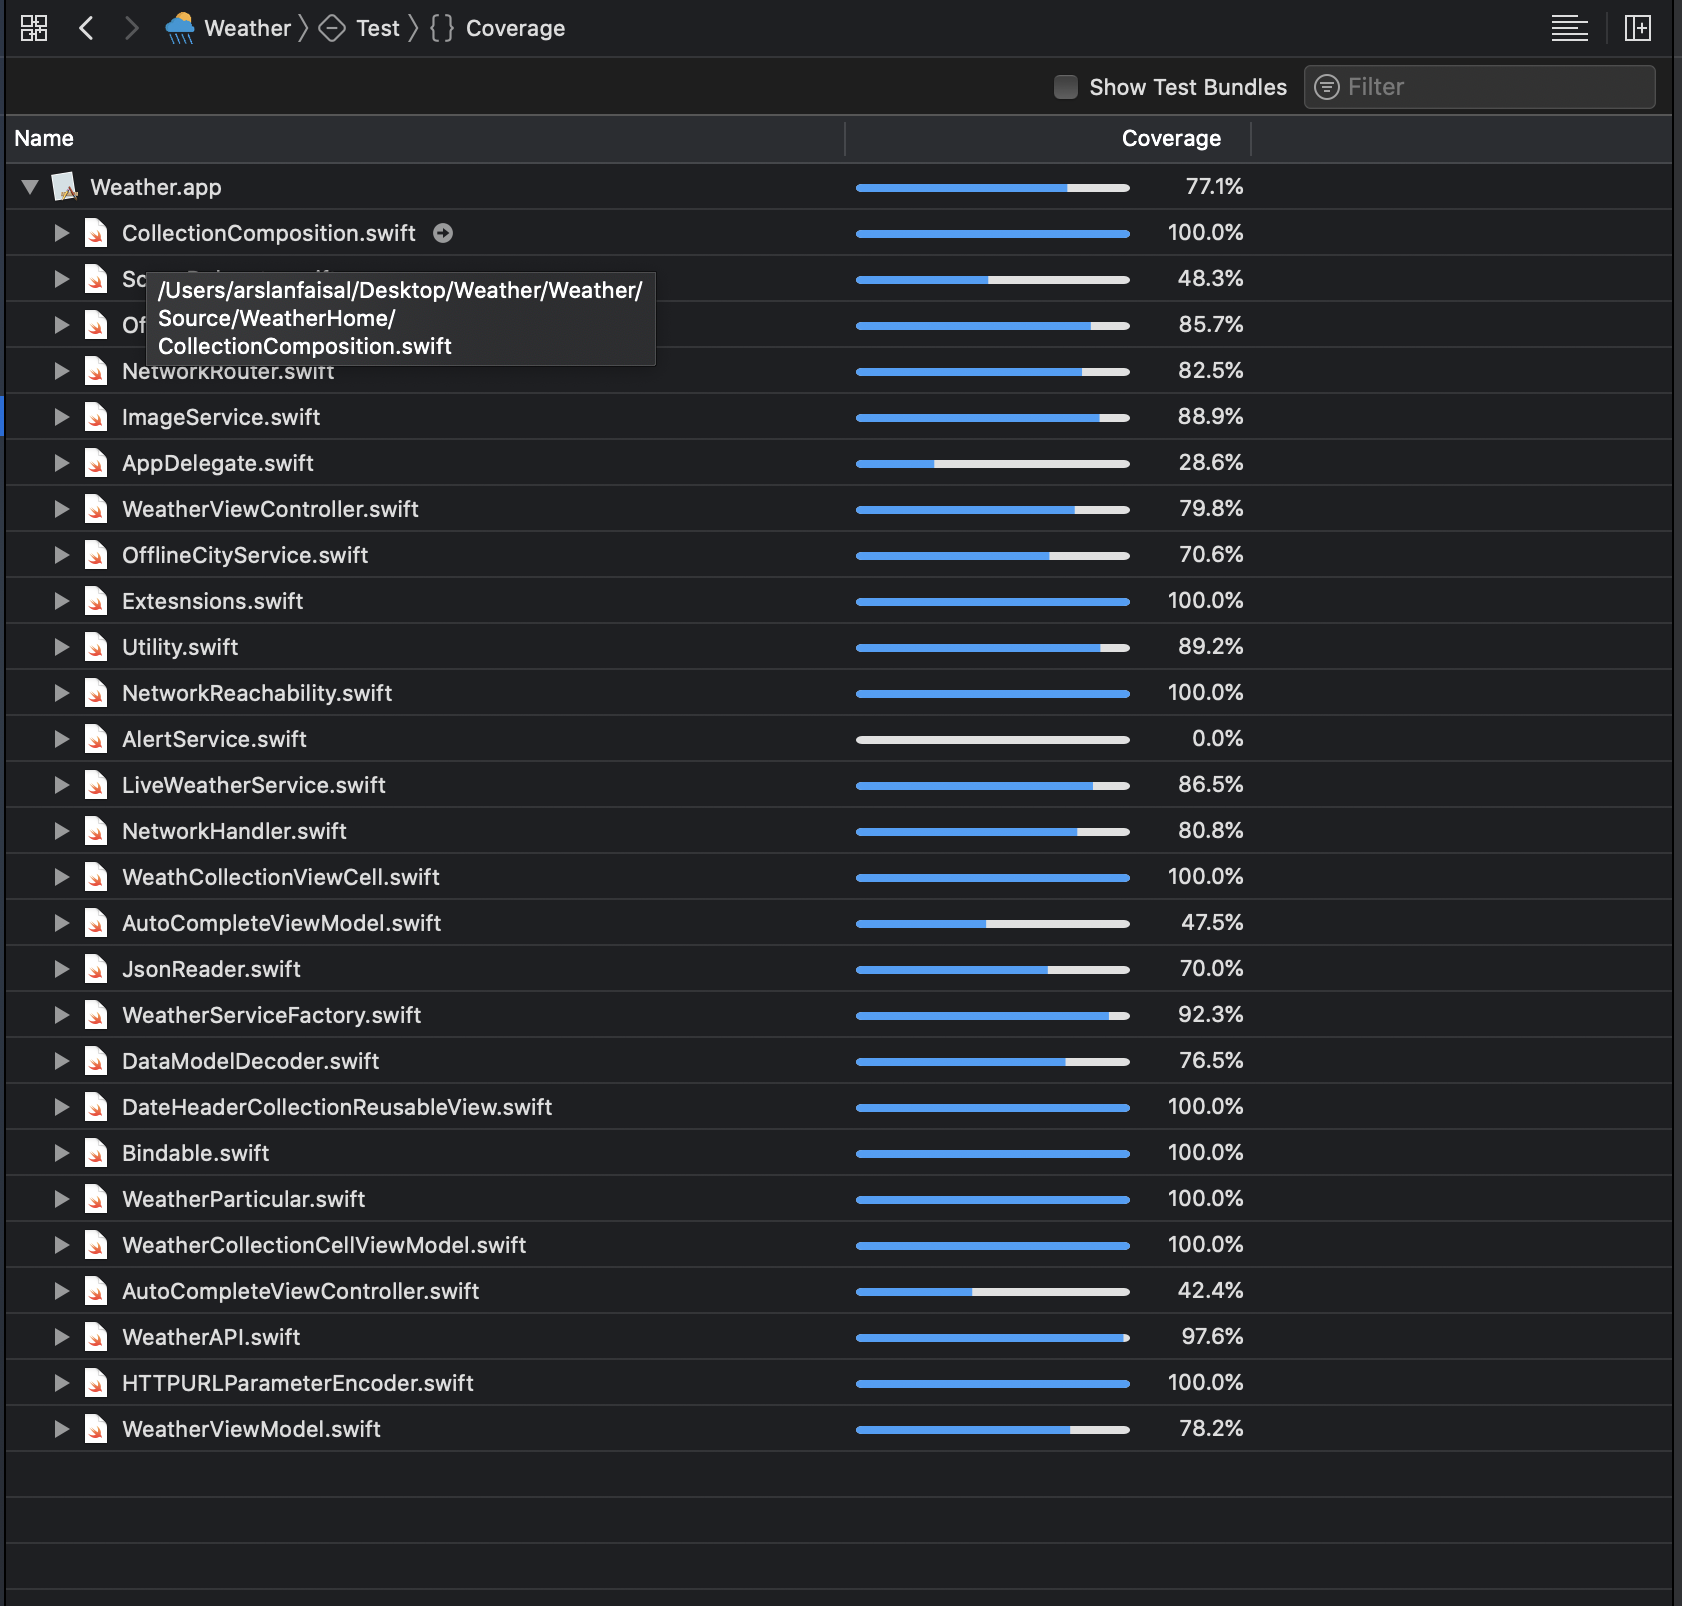 Weather Test Coverage
Show Test Bundles Filter
Name Coverage
Weather.app 77.1%
CollectionComposition.swift 100.0%
48.3%
/Users/arslanfaisal/Desktop/Weather/Weather/
Source/WeatherHome/
CollectionComposition.swift
85.7%
NetworkRouter.swift 82.5%
ImageService.swift 88.9%
AppDelegate.swift 28.6%
WeatherViewController.swift 79.8%
OfflineCityService.swift 70.6%
Extesnsions.swift 100.0%
Utility.swift 89.2%
NetworkReachability.swift 100.0%
AlertService.swift 0.0%
LiveWeatherService.swift 86.5%
NetworkHandler.swift 80.8%
WeathCollectionViewCell.swift 100.0%
AutoCompleteViewModel.swift 47.5%
JsonReader.swift 70.0%
WeatherServiceFactory.swift 92.3%
DataModelDecoder.swift 76.5%
DateHeaderCollectionReusableView.swift 100.0%
Bindable.swift 100.0%
WeatherParticular.swift 100.0%
WeatherCollectionCellViewModel.swift 100.0%
AutoCompleteViewController.swift 42.4%
WeatherAPI.swift 97.6%
HTTPURLParameterEncoder.swift 100.0%
WeatherViewModel.swift 78.2%